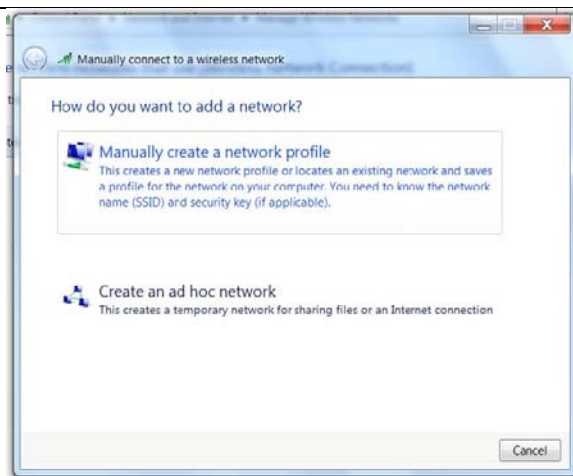 Manually connect to a wireless network
How do you want to add a network?
Manually create a network profile
This creates a new network profile or locates an existing network and saves
a profile for the network on your computer. You need to know the network
name (SSID) and security key (if applicable).
Create an ad hoc network
This creates a temporary network for sharing files or an Internet connection
Cancel